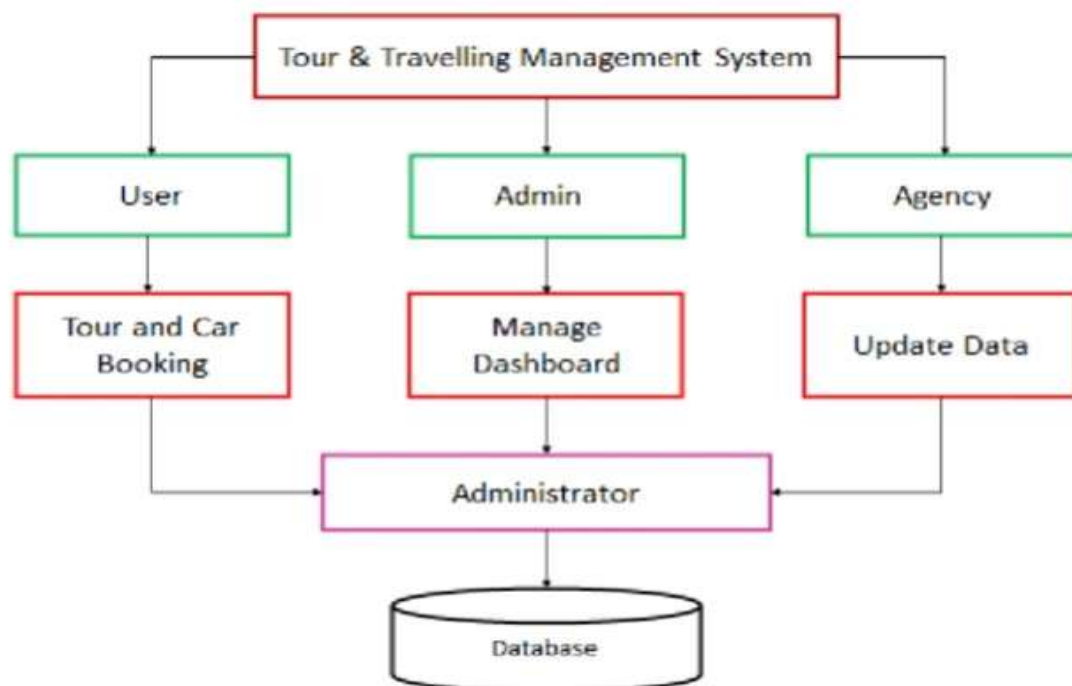 Tour & Travelling Management System
User
Admin
Agency
Tour and Car
Booking
Manage
Dashboard
Update Data
Administrator
Database